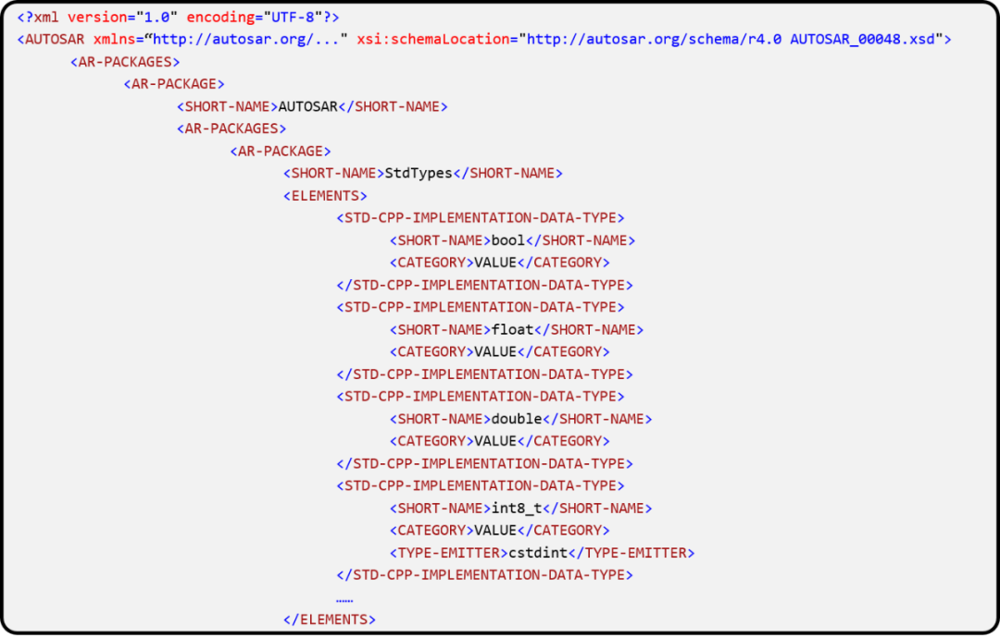 <?xml version="1.0" encoding="UTF-8"?>
<AUTOSAR xmlns=“http://autosar.org/..." xsi:schemaLocation="http://autosar.org/schema/r4.0 AUTOSAR_00048.xsd">
<AR-PACKAGES>
<AR-PACKAGE>
<SHORT-NAME>AUTOSAR</SHORT-NAME>
<AR-PACKAGES>
<AR-PACKAGE>
<SHORT-NAME>StdTypes</SHORT-NAME>
<ELEMENTS>
<STD-CPP-IMPLEMENTATION-DATA-TYPE>
<SHORT-NAME>bool</SHORT-NAME>
<CATEGORY>VALUE</CATEGORY>
</STD-CPP-IMPLEMENTATION-DATA-TYPE>
<STD-CPP-IMPLEMENTATION-DATA-TYPE>
<SHORT-NAME>float</SHORT-NAME>
<CATEGORY>VALUE</CATEGORY>
</STD-CPP-IMPLEMENTATION-DATA-TYPE>
<STD-CPP-IMPLEMENTATION-DATA-TYPE>
<SHORT-NAME>double</SHORT-NAME>
<CATEGORY>VALUE</CATEGORY>
</STD-CPP-IMPLEMENTATION-DATA-TYPE>
<STD-CPP-IMPLEMENTATION-DATA-TYPE>
<SHORT-NAME>int8_t</SHORT-NAME>
<CATEGORY>VALUE</CATEGORY>
<TYPE-EMITTER>cstdint</TYPE-EMITTER>
</STD-CPP-IMPLEMENTATION-DATA-TYPE>
……
</ELEMENTS>